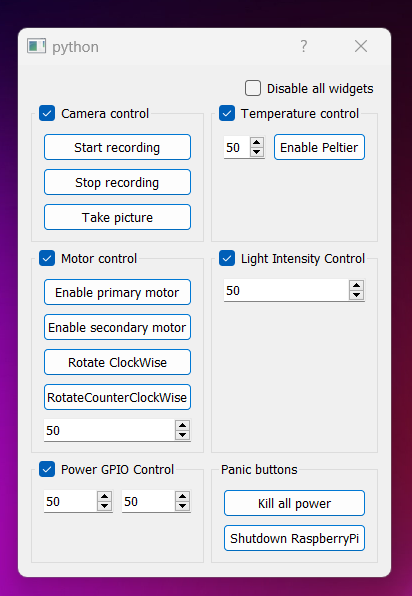 python
?
Disable all widgets
Camera control
Start recording
Stop recording
Take picture
Temperature control
50
Enable Peltier
Motor control
Enable primary motor
Enable secondary motor
Rotate ClockWise
RotateCounterClockWise
50
Light Intensity Control
50
Power GPIO Control
50 50
Panic buttons
Kill all power
Shutdown RaspberryPi